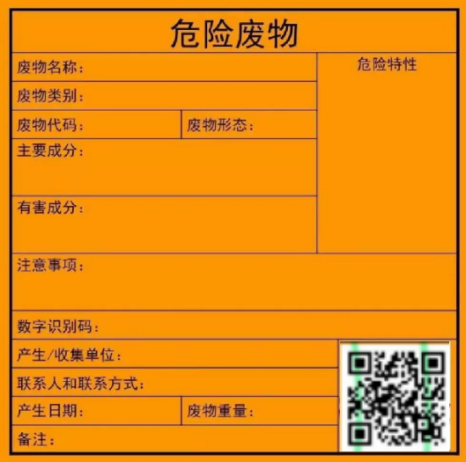 危险废物
废物名称：
危险特性
废物类别：
废物代码： 废物形态：
主要成分：
有害成分：
注意事项：
数字识别码：
产生/收集单位：
联系人和联系方式：
产生日期： 废物重量：
备注：